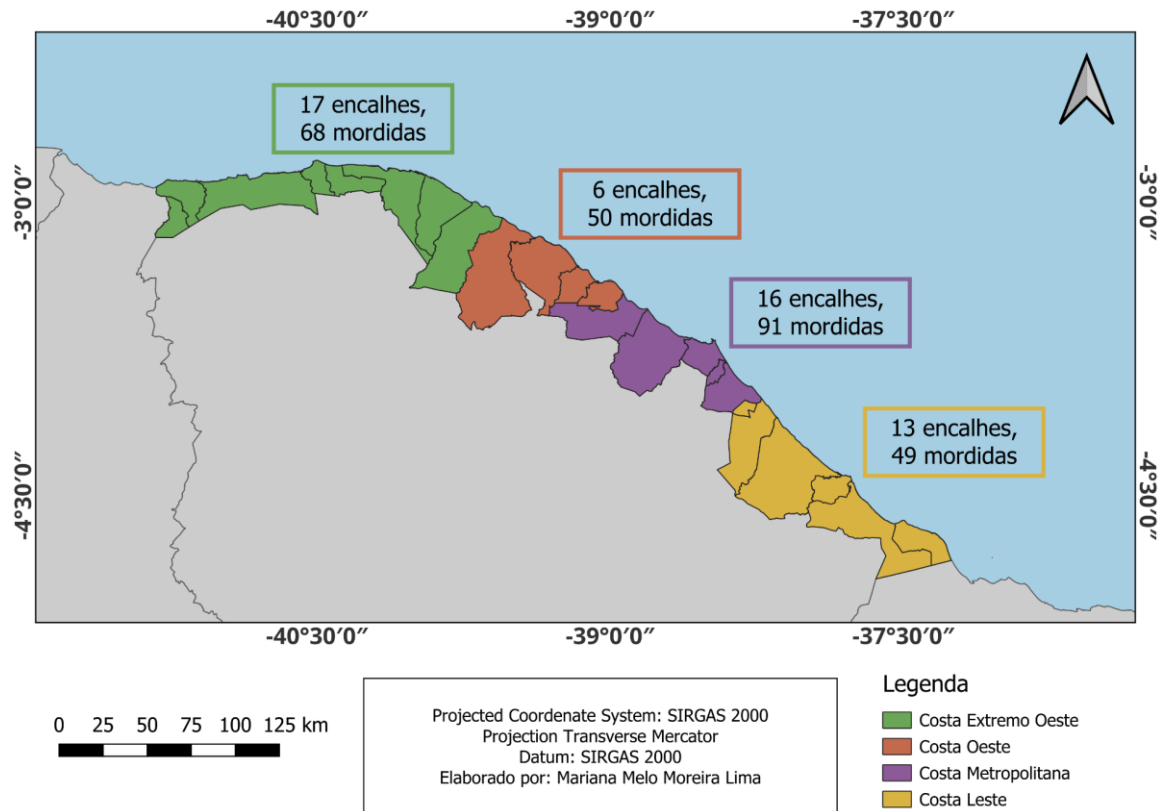 -40°30′0″
-39°0′0″
-37°30′0″
17 encalhes,
68 mordidas
-3°0′0″
-3°0′0″
6 encalhes,
50 mordidas
16 encalhes,
91 mordidas
13 encalhes,
49 mordidas
-4°30′0″
-4°30′0″
-40°30′0″
-39°0′0″
-37°30′0″
0 25 50 75 100 125 km
Projected Coordenate System: SIRGAS 2000
Projection Transverse Mercator
Datum: SIRGAS 2000
Elaborado por: Mariana Melo Moreira Lima
Legenda
Costa Extremo Oeste
Costa Oeste
Costa Metropolitana
Costa Leste